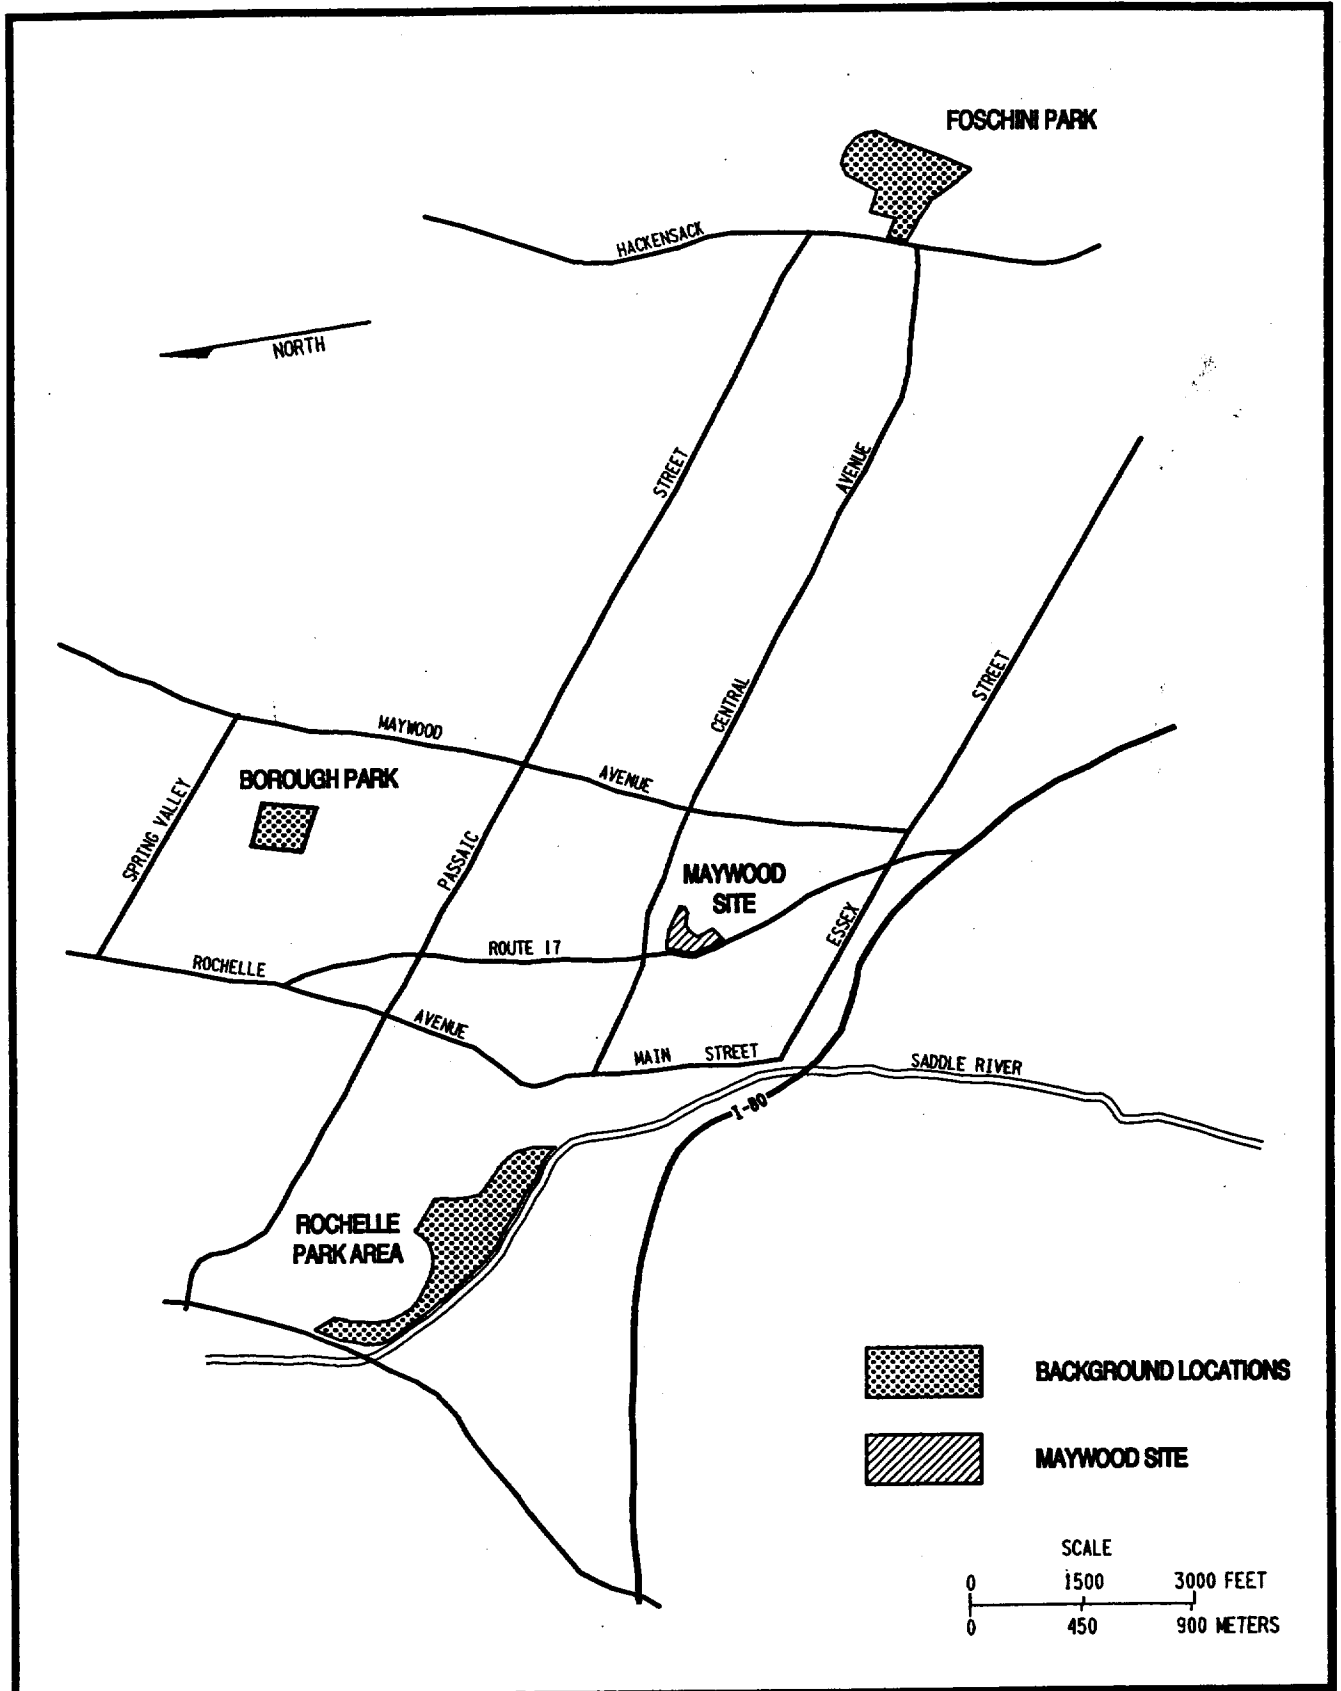 FOSCHINI PARK
HACKENSACK
NORTH
STREET
AVENUE
STREET
CENTRAL
MAYWOOD
AVENUE
BOROUGH PARK
SPRING VALLEY
PASSAIC
MAYWOOD
SITE
ESSEX
ROUTE 17
ROCHELLE
AVENUE
MAIN STREET
SADDLE RIVER
I-80
ROCHELLE
PARK AREA
BACKGROUND LOCATIONS
MAYWOOD SITE
SCALE
0 1500 3000 FEET
0 450 900 METERS